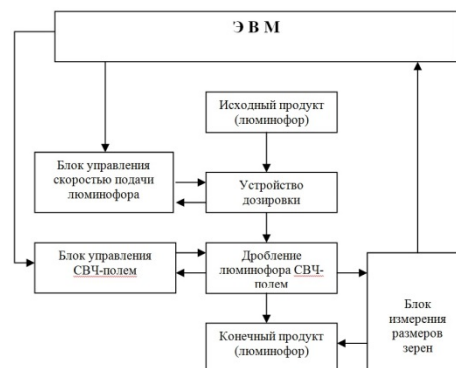 Э В М
Исходный продукт
(люминофор)
Блок управления
скоростью подачи
люминофора
Устройство
дозировки
Блок управления
СВЧ-полем
Дробление
люминофора СВЧ-
полем
Блок
измерения
размеров
зерен
Конечный продукт
(люминофор)